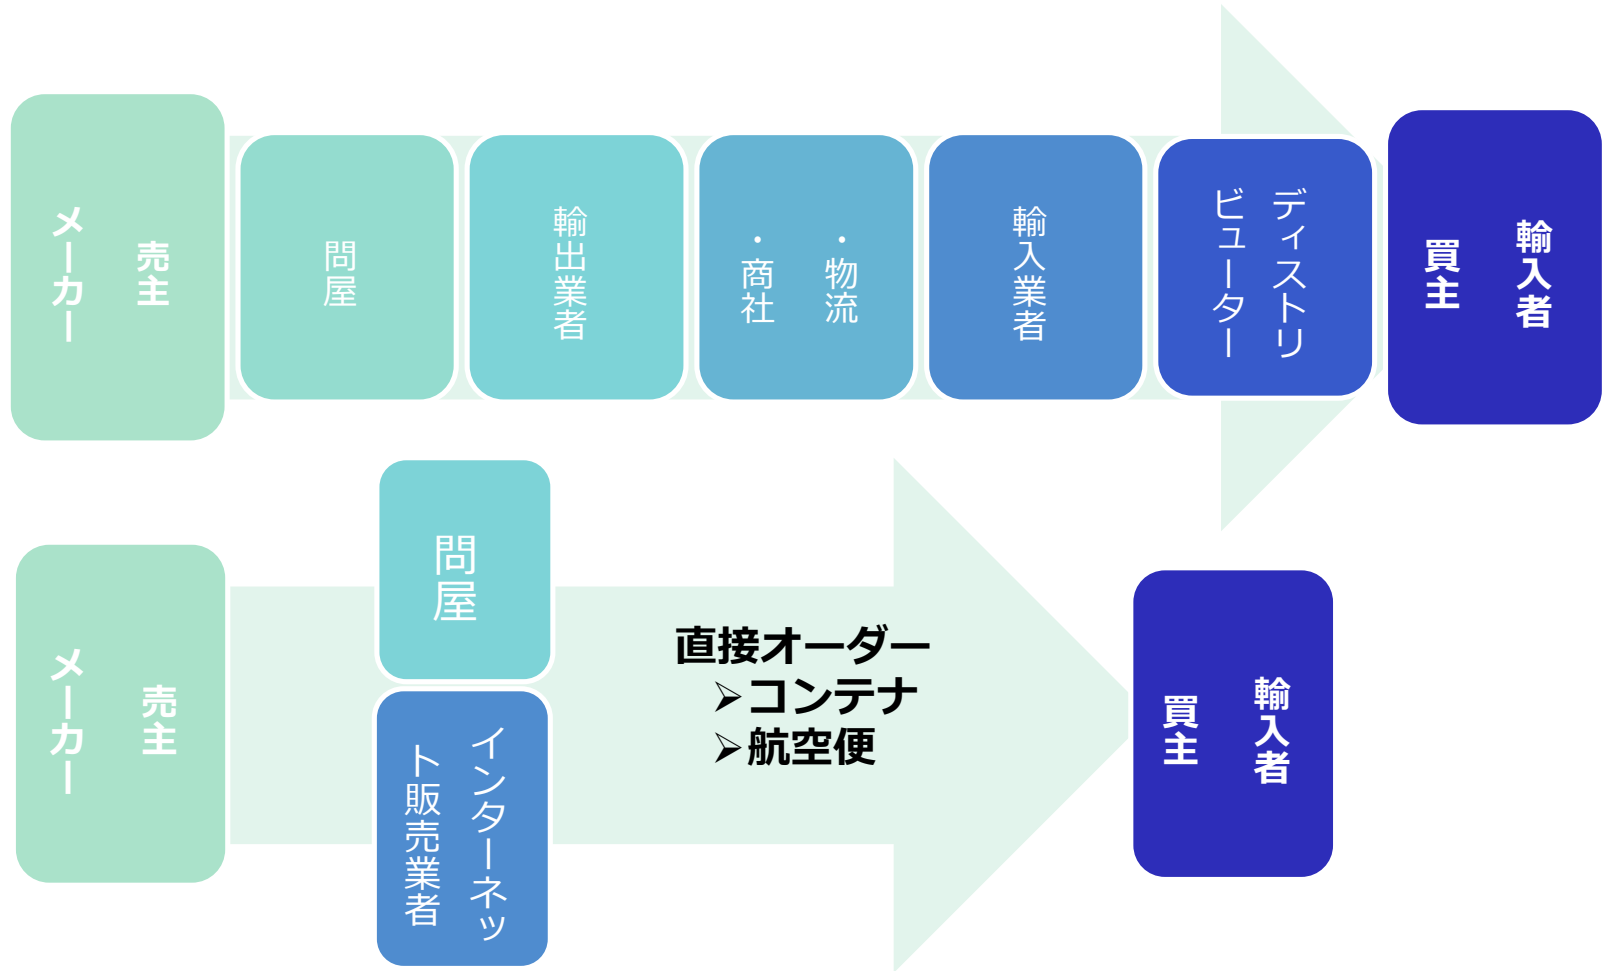 売主
メーカー
問屋
輸出業者
・物流
・商社
輸入業者
ディストリ
ビューター
輸入者
買主
売主
メーカー
問屋
インターネッ
ト販売業者
直接オーダー
➢コンテナ
➢航空便
輸入者
買主